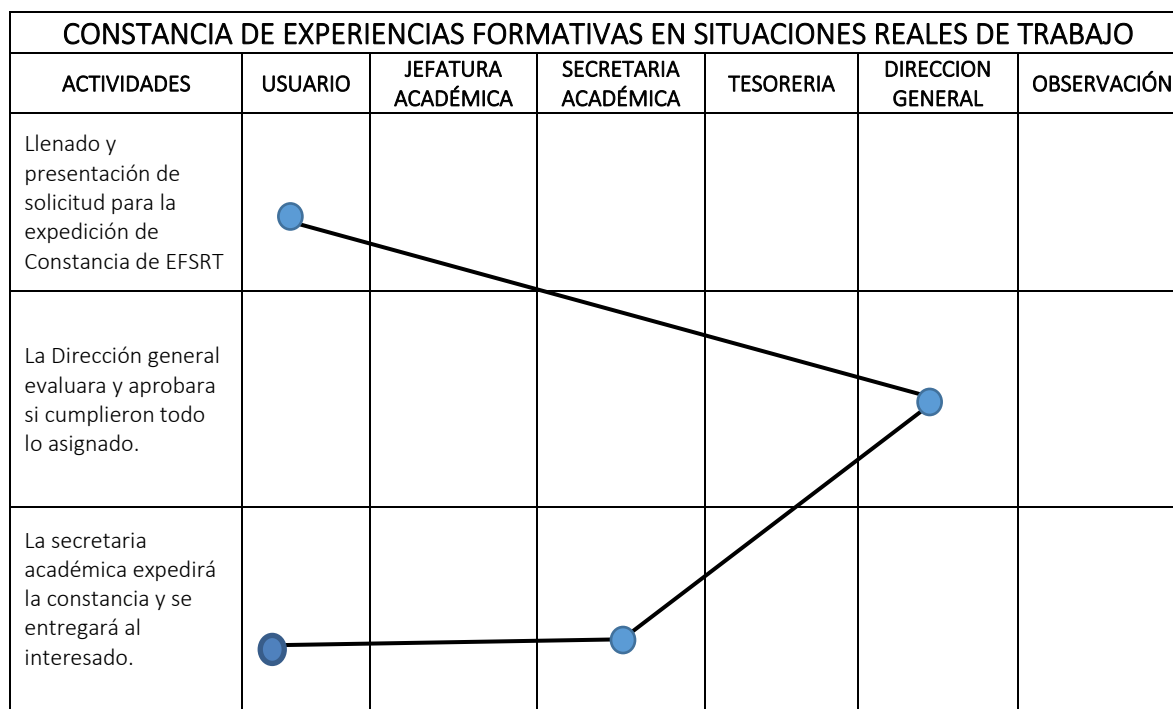 CONSTANCIA DE EXPERIENCIAS FORMATIVAS EN SITUACIONES REALES DE TRABAJO
ACTIVIDADES
USUARIO
JEFATURA
ACADÉMICA
SECRETARIA
ACADÉMICA
TESORERIA
DIRECCION
GENERAL
OBSERVACIÓN
Llenado y
presentación de
solicitud para la
expedición de
Constancia de EFSRT
La Dirección general
evaluara y aprobara
si cumplieron todo
lo asignado.
La secretaria
académica expedirá
la constancia y se
entregará al
interesado.